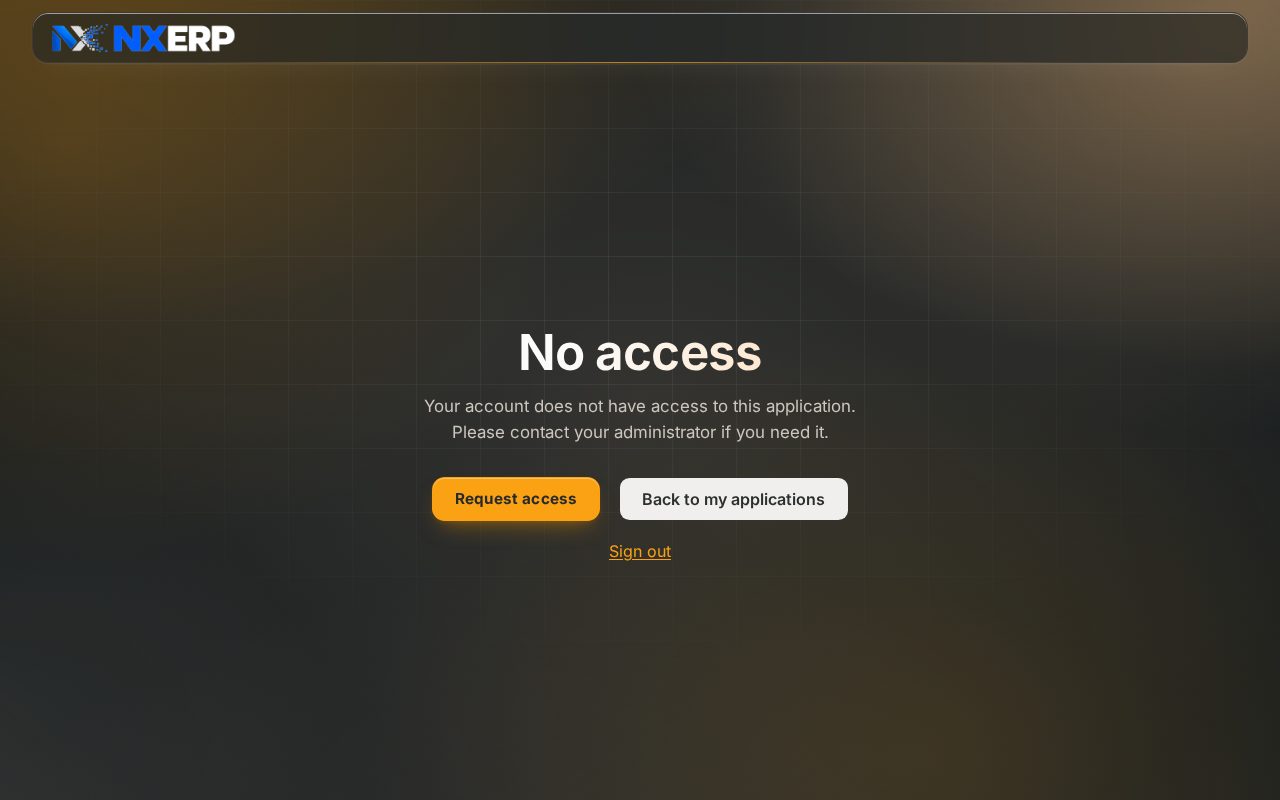 NXERP
No access
Your account does not have access to this application.
Please contact your administrator if you need it.
Request access
Back to my applications
Sign out